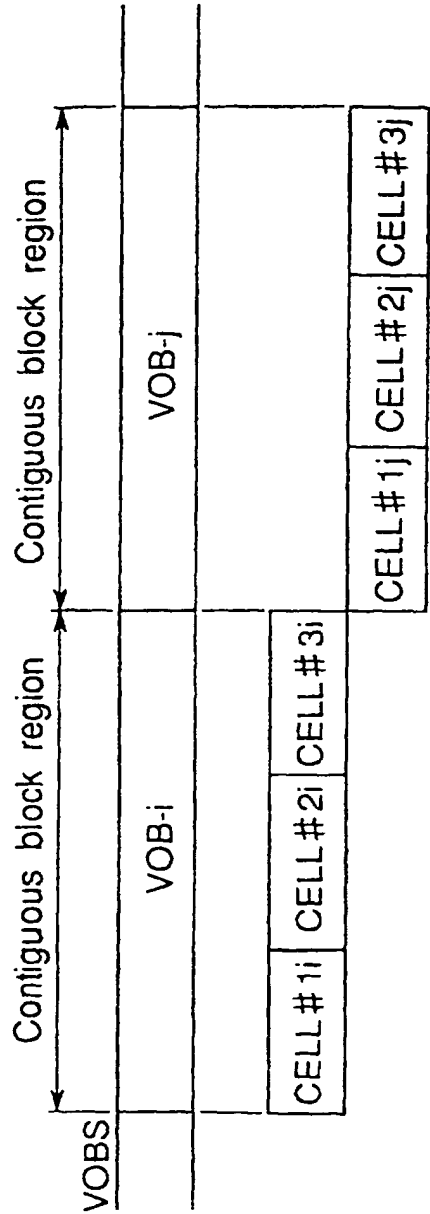 Contiguous block region
Contiguous block region
VOBS
VOB-i
VOB-j
CELL#1i
CELL#2i
CELL#3i
CELL#1j
CELL#2j
CELL#3j